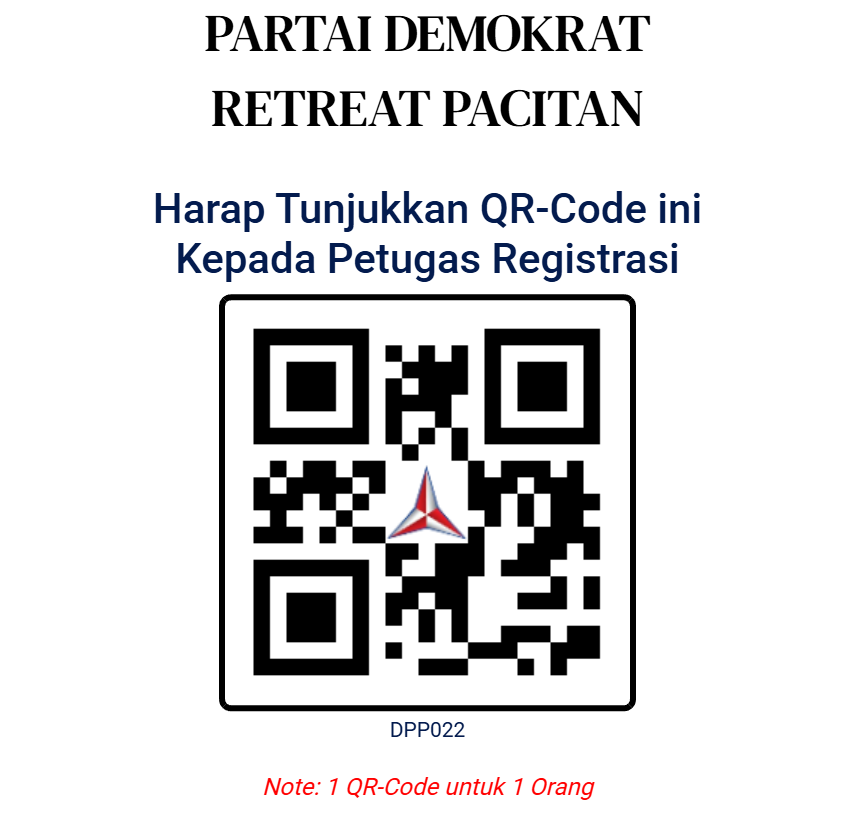 PARTAI DEMOKRAT
RETREAT PACITAN
Harap Tunjukkan QR-Code ini
Kepada Petugas Registrasi
DPP022
Note: 1 QR-Code untuk 1 Orang